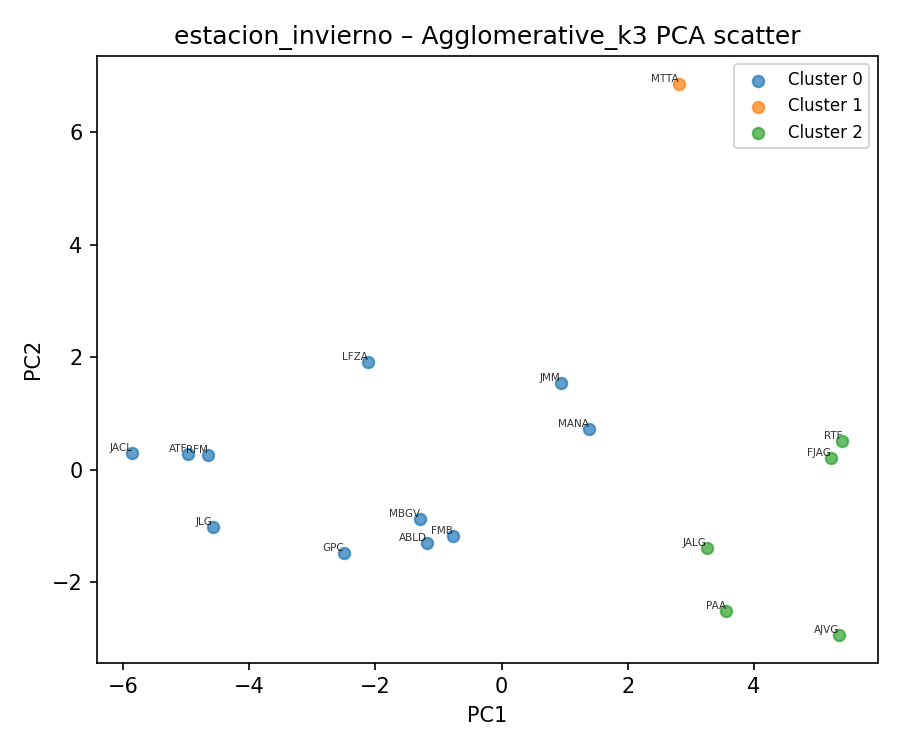 estacion_invierno – Agglomerative_k3 PCA scatter
MTTA
Cluster 0
Cluster 1
Cluster 2
6
4
PC2
2
0
−2
LFZA
JMM
MANA
RTF
FJAG
JACL
RFM
JLG
MBGV
FMB
ABLD
GPC
JALG
PAA
AJVG
−6
−4
−2
0
2
4
PC1